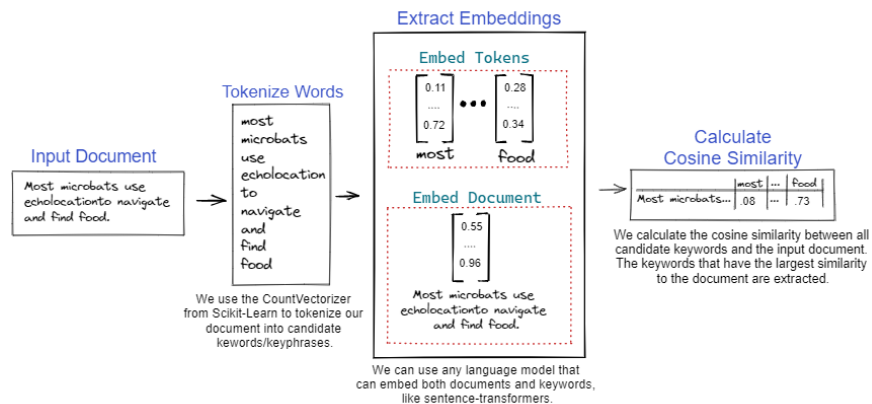 Extract Embeddings
Embed Tokens
0.11
....
0.72
most
•••
0.28
....
0.34
food
Tokenize Words
most
microbats
use
echolocation
to
navigate
and
find
food
We use the CountVectorizer
from Scikit-Learn to tokenize our
document into candidate
kewords/keyphrases.
Input Document
Most microbats use
echolocationto navigate
and find food.
Embed Document
0.55
....
0.96
Most microbats use
echolocationto navigate
and find food.
We can use any language model that
can embed both documents and keywords,
like sentence-transformers.
Calculate
Cosine Similarity
most ... food
Most microbats... .08 ... .73
We calculate the cosine similarity between all
candidate keywords and the input document.
The keywords that have the largest similarity
to the document are extracted.